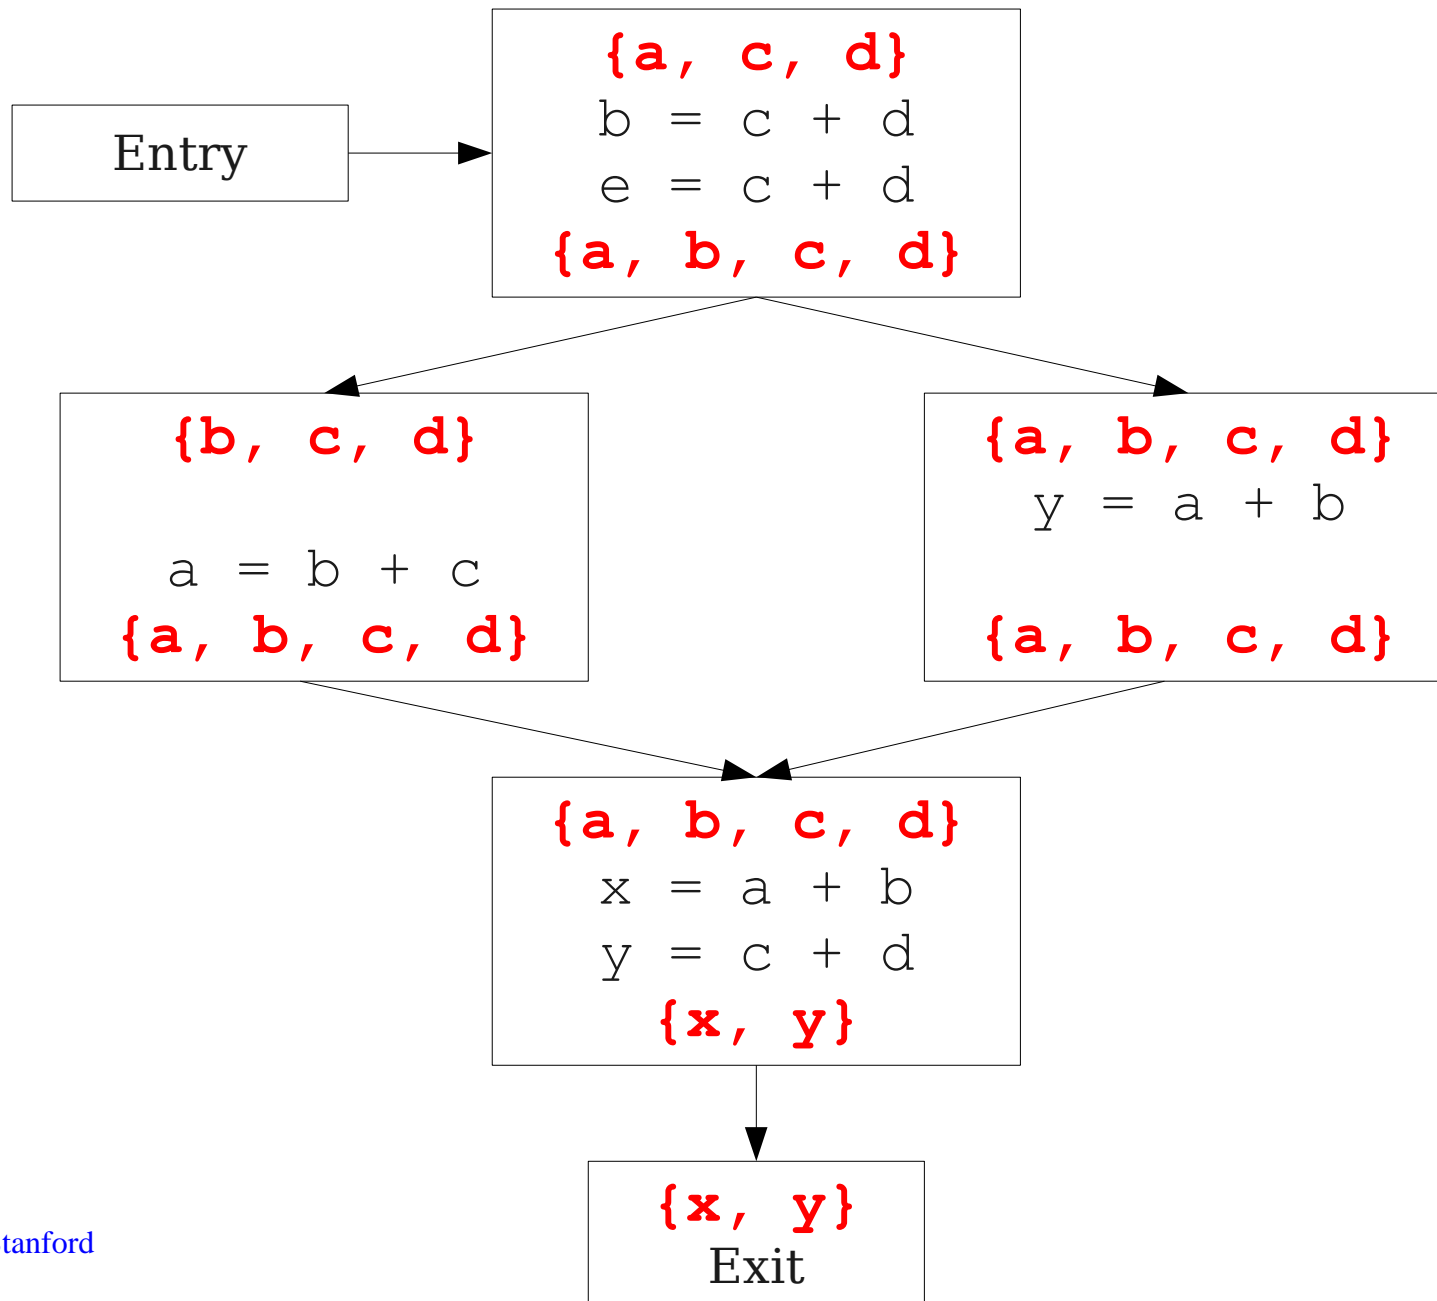 {a, c, d}
b = c + d
e = c + d
{a, b, c, d}
Entry
{b, c, d}
a = b + c
{a, b, c, d}
{a, b, c, d}
y = a + b
{a, b, c, d}
{a, b, c, d}
x = a + b
y = c + d
{x, y}
{x, y}
Exit
tanford